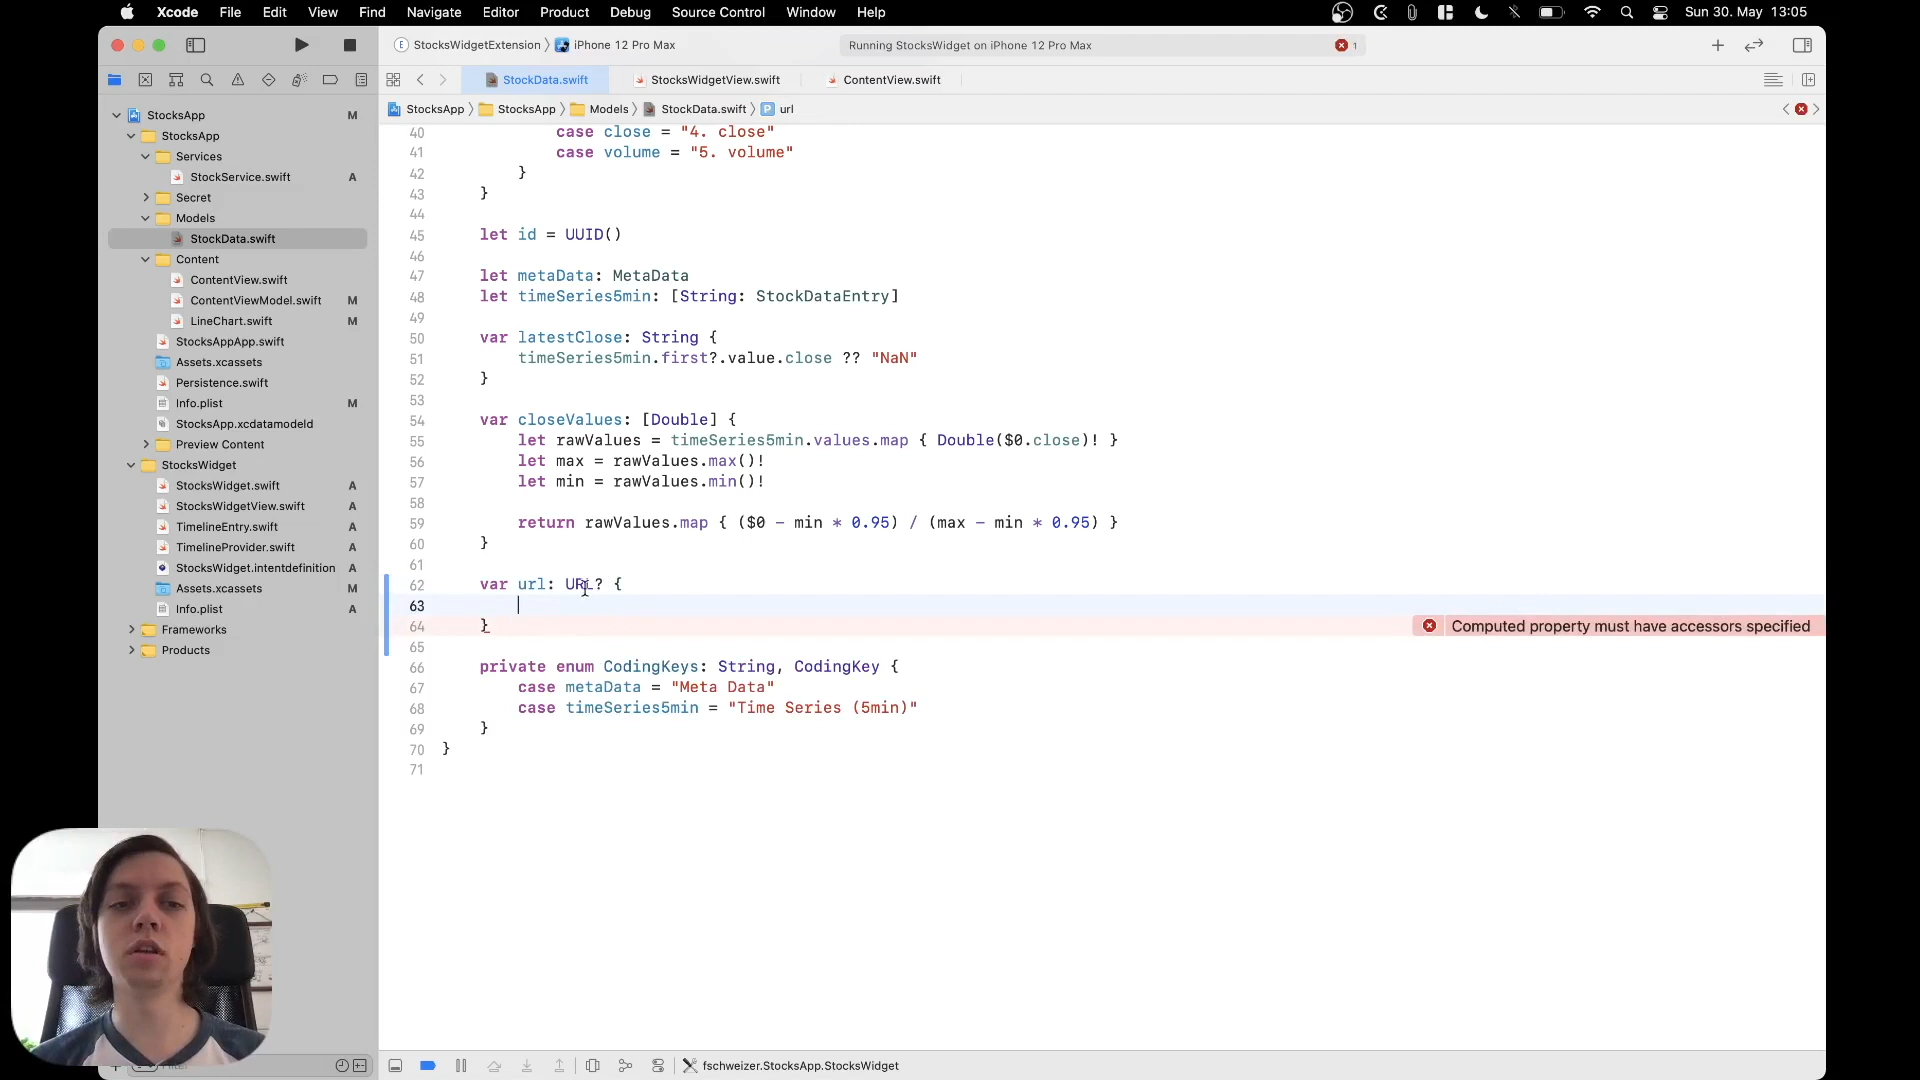 Xcode File Edit View Find Navigate Editor Product Debug Source Control Window Help Sun 30. May 13:05
StocksWidgetExtension iPhone 12 Pro Max Running StocksWidget on iPhone 12 Pro Max 1
StockData.swift StocksWidgetView.swift ContentView.swift
StocksApp StocksApp Models StockData.swift P url
StocksApp M
StocksApp
Services
StockService.swift A
Secret
Models
StockData.swift
Content
ContentView.swift
ContentViewModel.swift M
LineChart.swift M
StocksAppApp.swift
Assets.xcassets
Persistence.swift
Info.plist M
StocksApp.xcdatamodeld
Preview Content
StocksWidget
StocksWidget.swift A
StocksWidgetView.swift A
TimelineEntry.swift A
TimelineProvider.swift A
StocksWidget.intentdefinition A
Assets.xcassets M
Info.plist A
Frameworks
Products
40 case close = "4. close"
41 case volume = "5. volume"
42 }
43 }
44
45 let id = UUID()
46
47 let metaData: MetaData
48 let timeSeries5min: [String: StockDataEntry]
49
50 var latestClose: String {
51 timeSeries5min.first?.value.close ?? "NaN"
52 }
53
54 var closeValues: [Double] {
55 let rawValues = timeSeries5min.values.map { Double($0.close)! }
56 let max = rawValues.max()!
57 let min = rawValues.min()!
58
59 return rawValues.map { ($0 - min * 0.95) / (max - min * 0.95) }
60 }
61
62 var url: URL? {
63
64 } Computed property must have accessors specified
65
66 private enum CodingKeys: String, CodingKey {
67 case metaData = "Meta Data"
68 case timeSeries5min = "Time Series (5min)"
69 }
70 }
71
Filter
fschweizer.StocksApp.StocksWidget